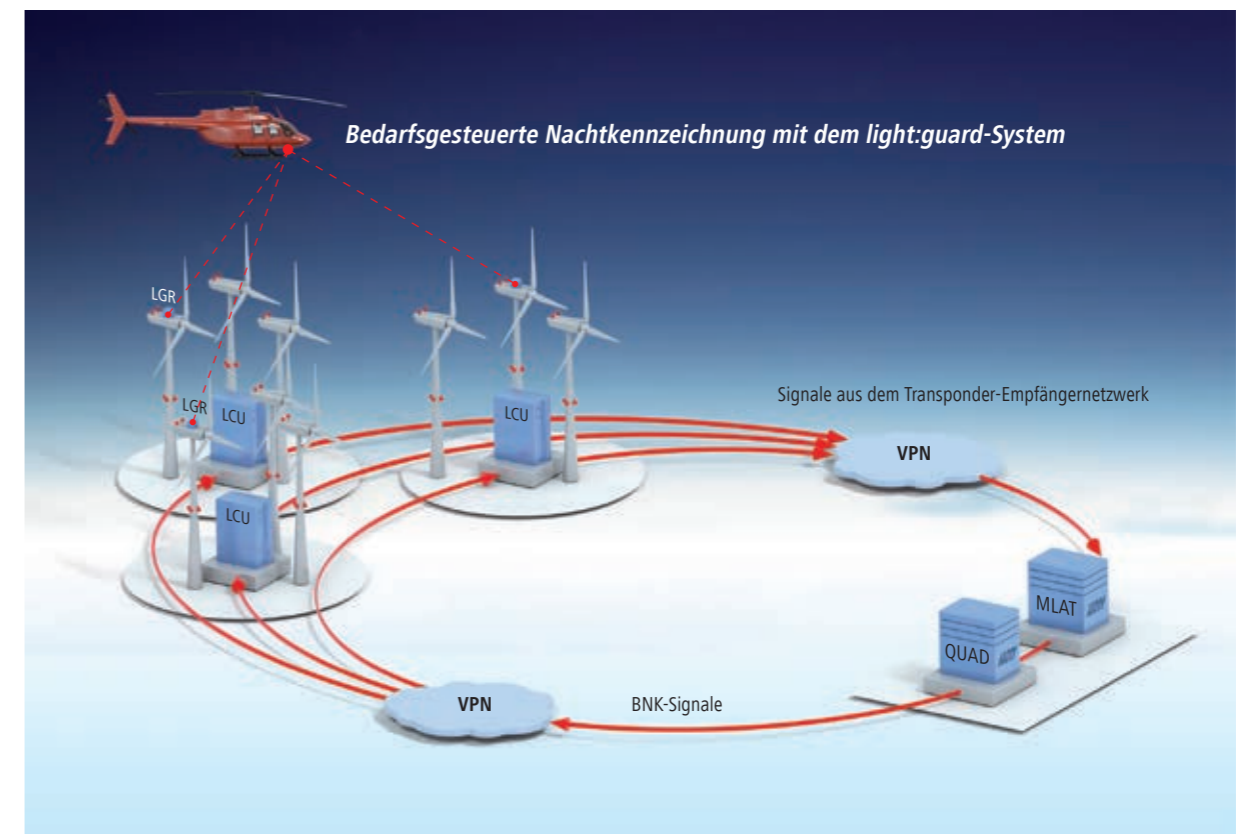 Bedarfsgesteuerte Nachtkennzeichnung mit dem light:guard-System
LGR
LGR
LCU
LCU
LCU
Signale aus dem Transponder-Empfängernetzwerk
VPN
MLAT
QUAD
VPN
BNK-Signale